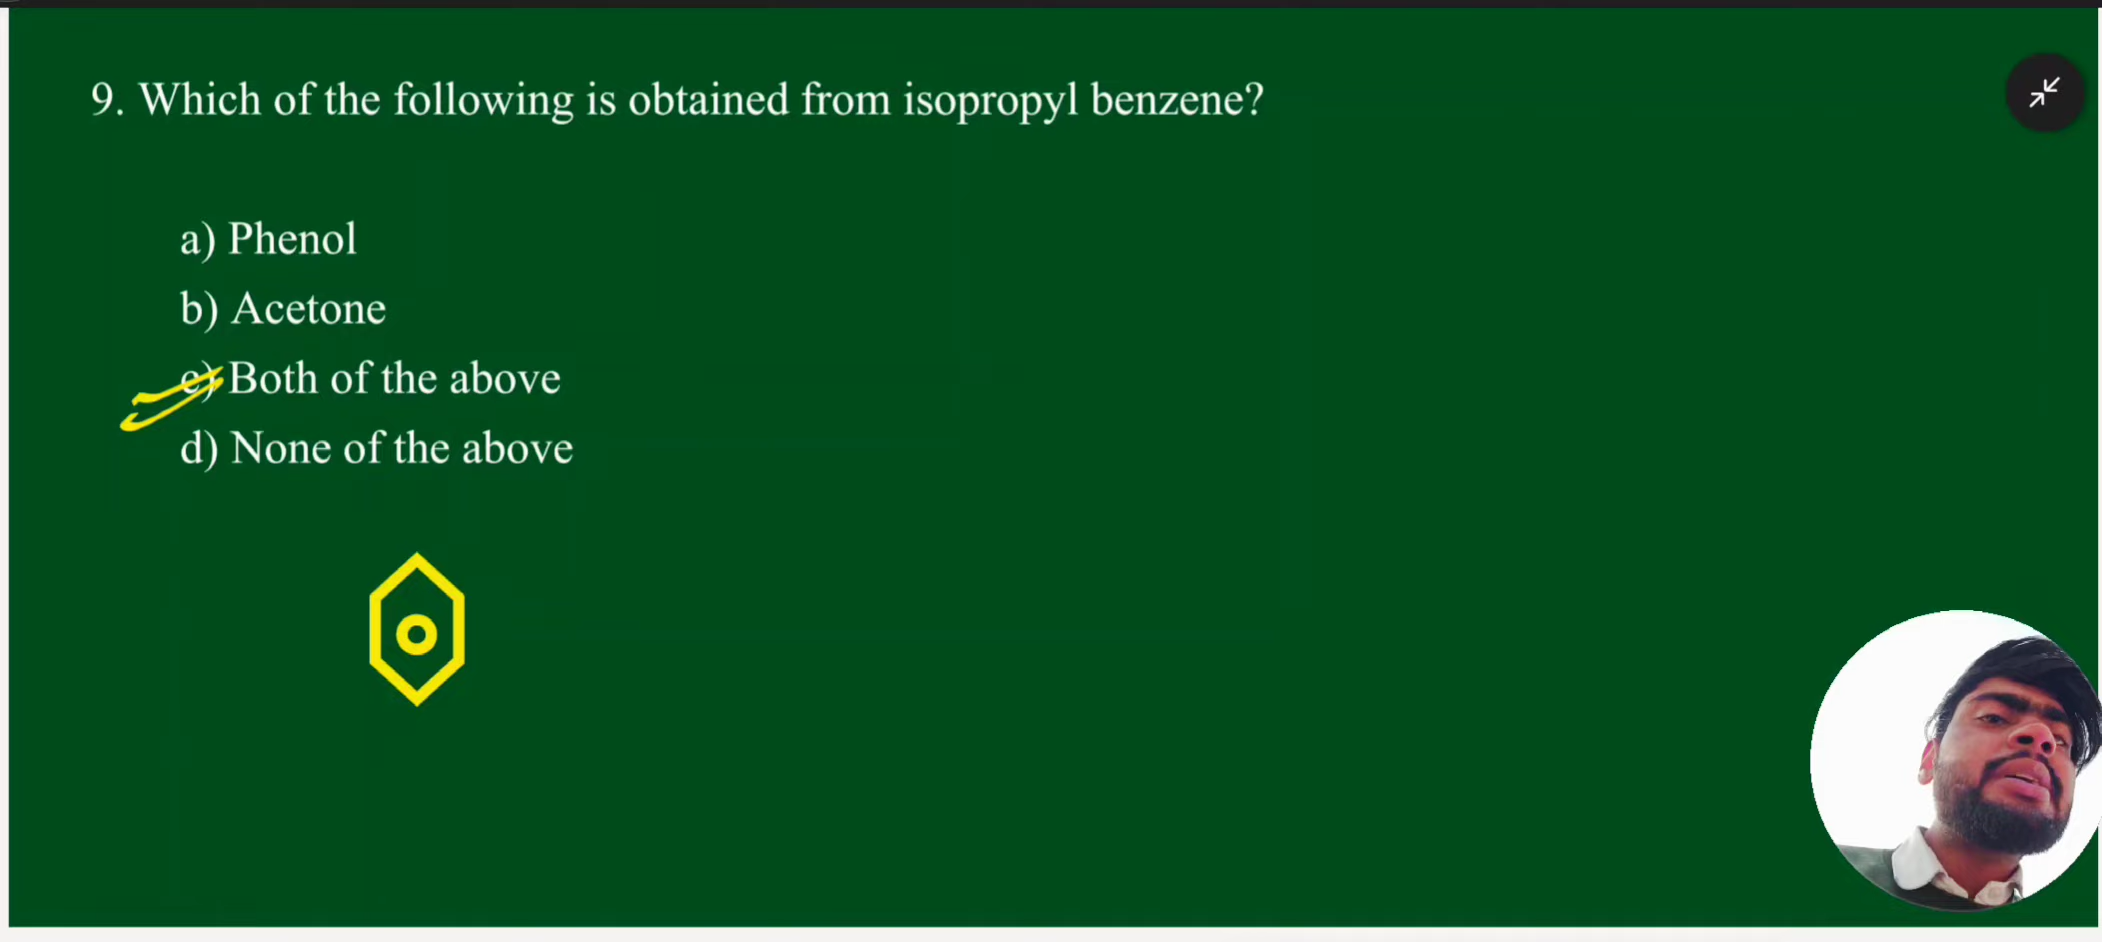 9. Which of the following is obtained from isopropyl benzene?
a) Phenol
b) Acetone
c) Both of the above
d) None of the above